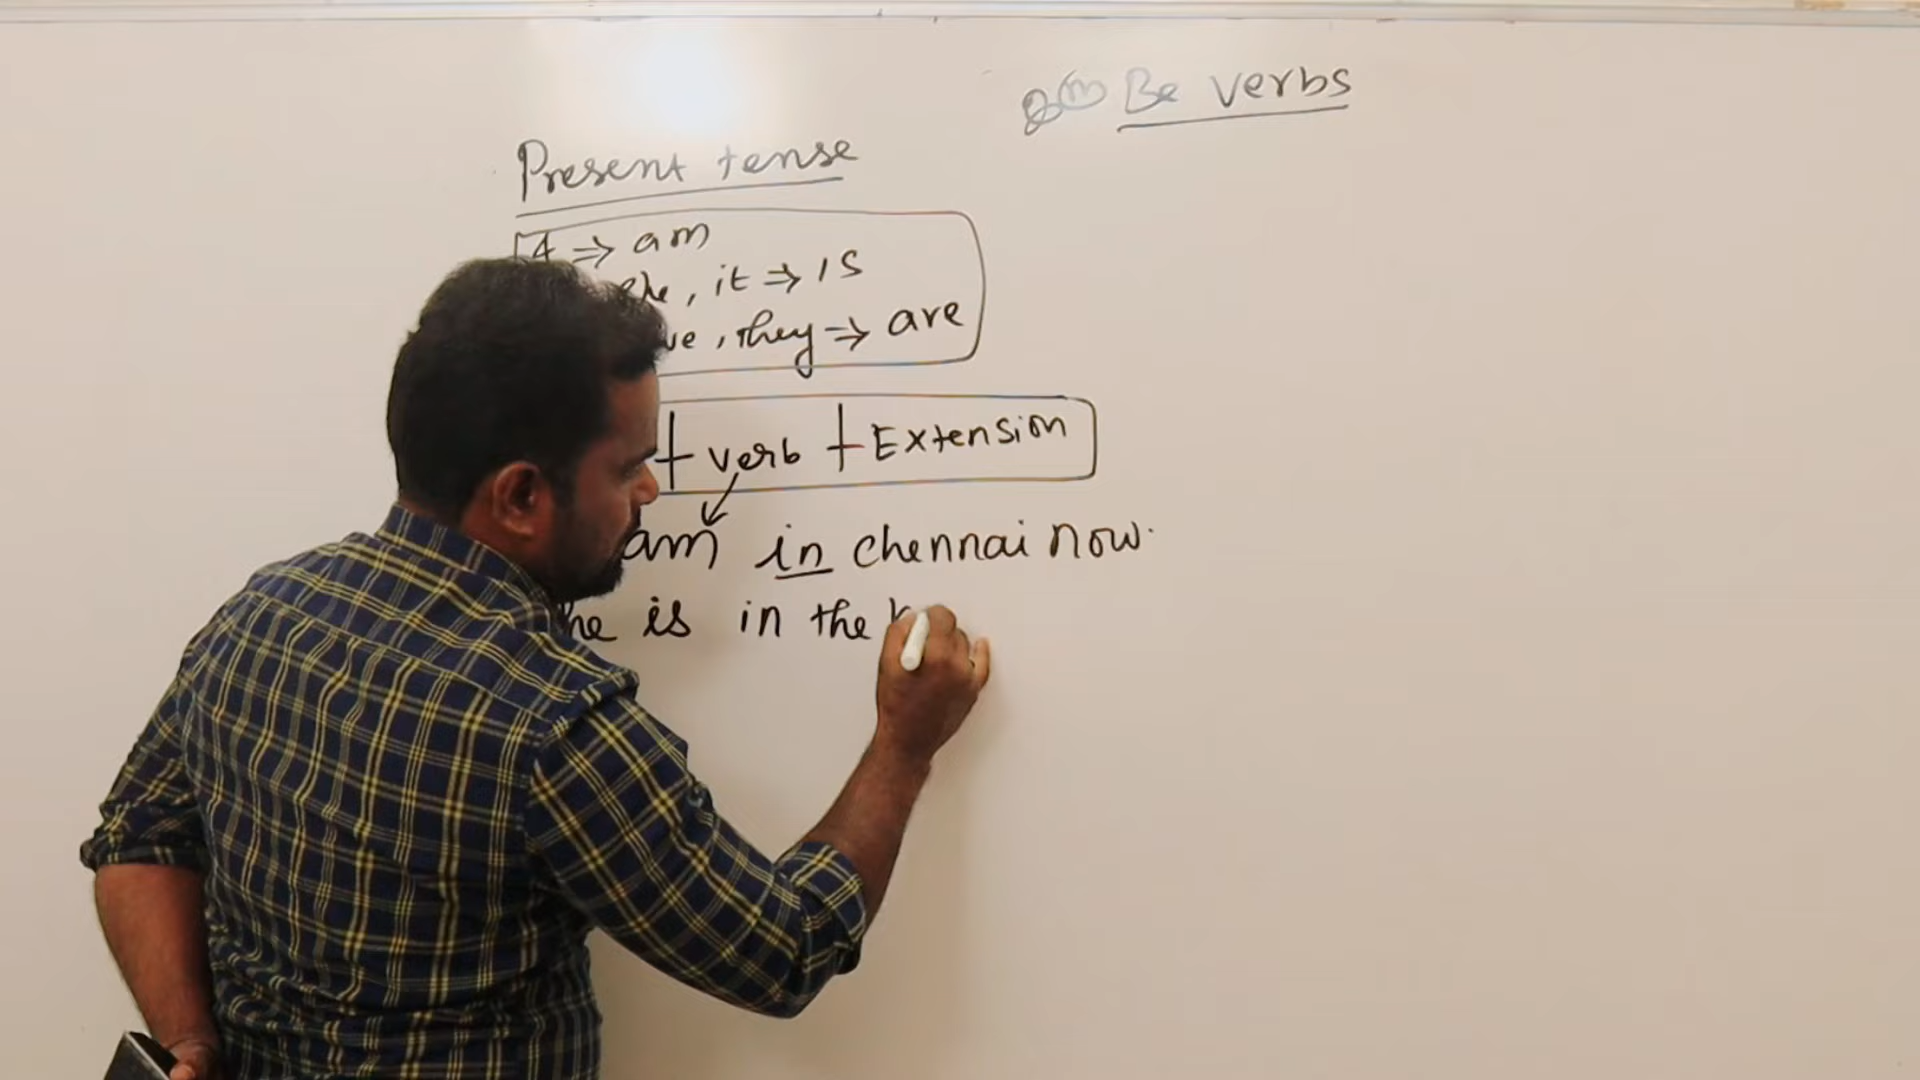 Be verbs
Present tense
I ⇒ am
, it ⇒ is
, they ⇒ are
+ verb + Extension
am in chennai now.
is in the